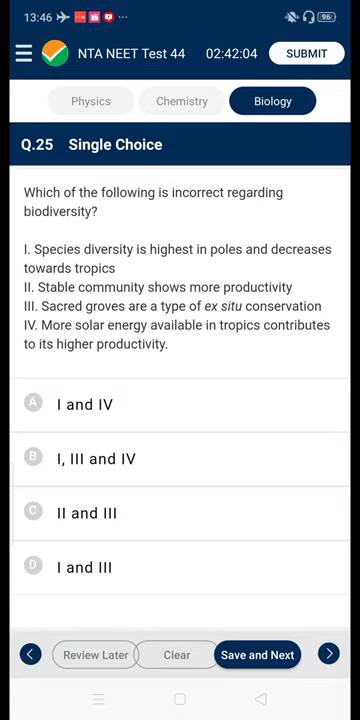 13:46
96
NTA NEET Test 44 02:42:04 SUBMIT
Physics Chemistry Biology
Q.25 Single Choice
Which of the following is incorrect regarding
biodiversity?
I. Species diversity is highest in poles and decreases
towards tropics
II. Stable community shows more productivity
III. Sacred groves are a type of ex situ conservation
IV. More solar energy available in tropics contributes
to its higher productivity.
A I and IV
B I, III and IV
C II and III
D I and III
Review Later Clear Save and Next